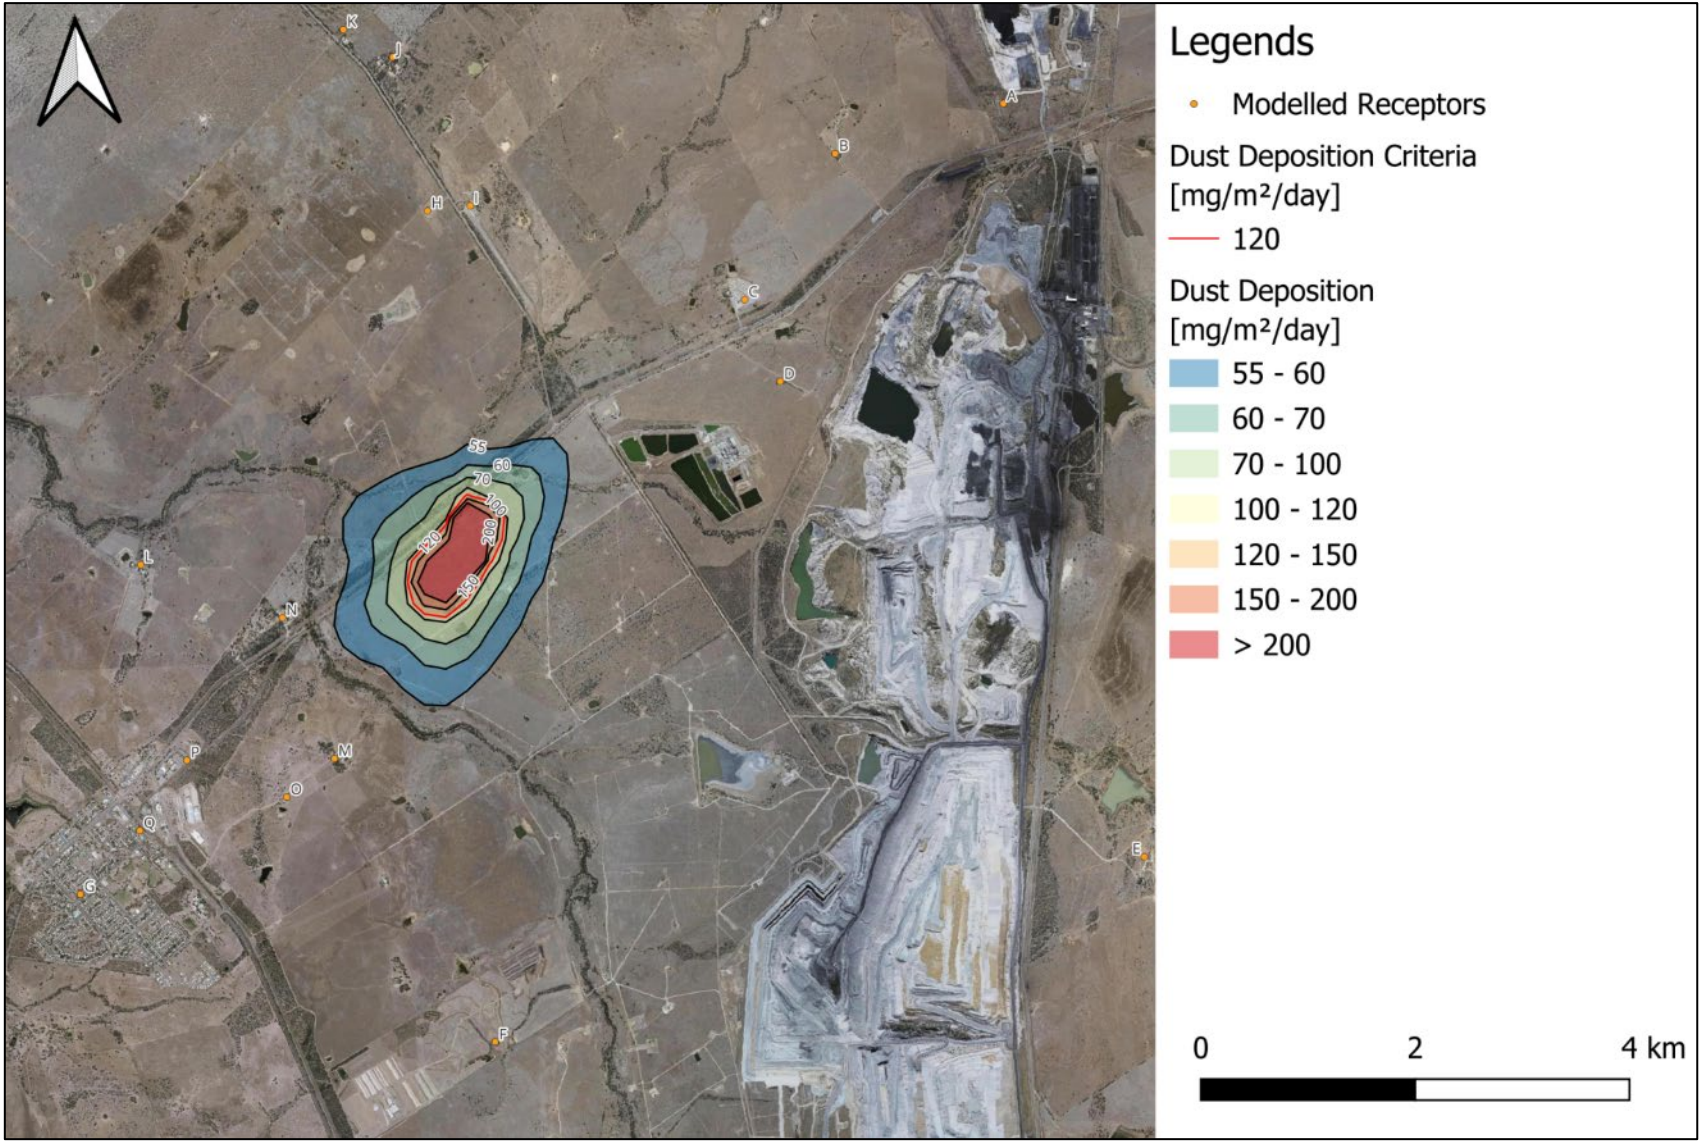 K
J
A
B
H
I
C
D
55
60
70
100
200
120
150
L
N
P
M
O
Q
E
G
F
Legends
Modelled Receptors
Dust Deposition Criteria
[mg/m²/day]
120
Dust Deposition
[mg/m²/day]
55 - 60
60 - 70
70 - 100
100 - 120
120 - 150
150 - 200
> 200
0 2 4 km